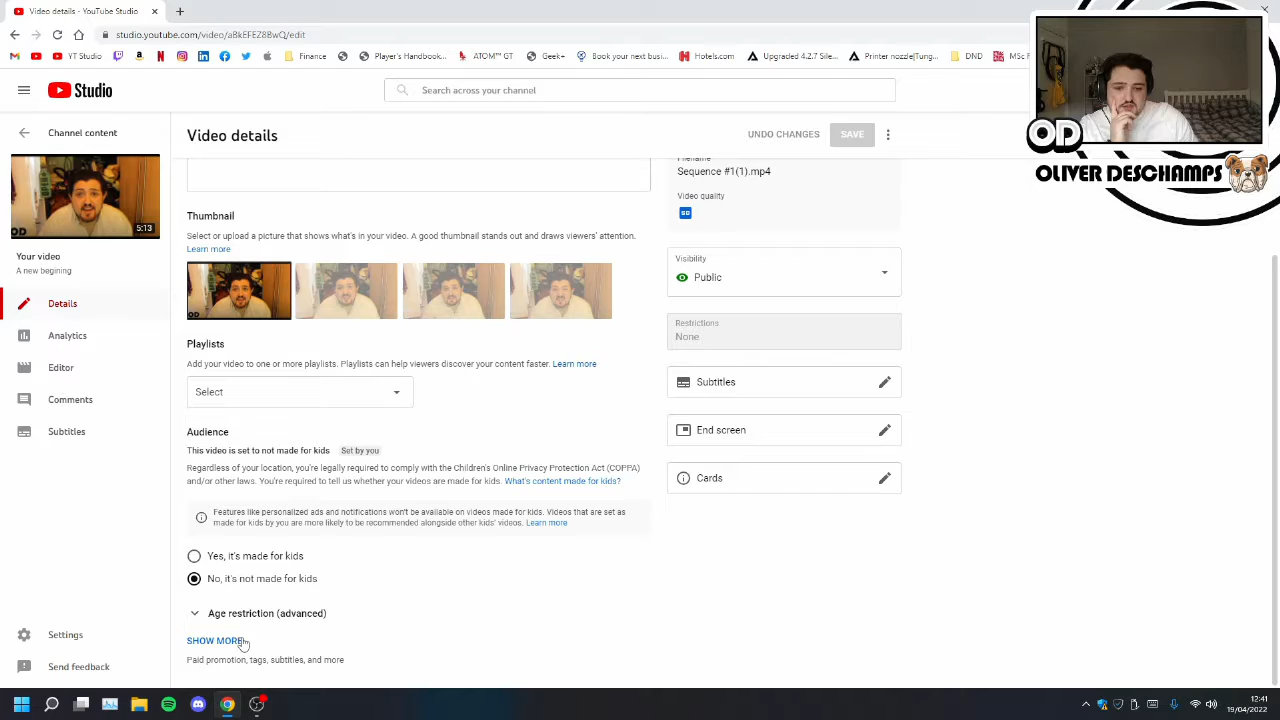 Video details - YouTube Studio
studio.youtube.com/video/aBkEFEZ8BwQ/edit
YT Studio
Finance
Player's Handbook...
ATOM™ GT
Geek+
Book your next busi...
Hotels.com
Upgraded 4.2.7 Sile...
Printer nozzle|Tung...
DND
MSc F
Studio
Search across your channel
OD
OLIVER DESCHAMPS
Channel content
Video details
UNDO CHANGES
SAVE
5:13
OD
Your video
A new begining
Details
Analytics
Editor
Comments
Subtitles
Settings
Send feedback
Thumbnail
Select or upload a picture that shows what's in your video. A good thumbnail stands out and draws viewers' attention.
Learn more
Playlists
Add your video to one or more playlists. Playlists can help viewers discover your content faster. Learn more
Select
Audience
This video is set to not made for kids Set by you
Regardless of your location, you're legally required to comply with the Children's Online Privacy Protection Act (COPPA)
and/or other laws. You're required to tell us whether your videos are made for kids. What's content made for kids?
Features like personalized ads and notifications won't be available on videos made for kids. Videos that are set as
made for kids by you are more likely to be recommended alongside other kids' videos. Learn more
Yes, it's made for kids
No, it's not made for kids
Age restriction (advanced)
SHOW MORE
Paid promotion, tags, subtitles, and more
Filename
Sequence #1(1).mp4
Video quality
SD
Visibility
Public
Restrictions
None
Subtitles
End screen
Cards
12:41
19/04/2022